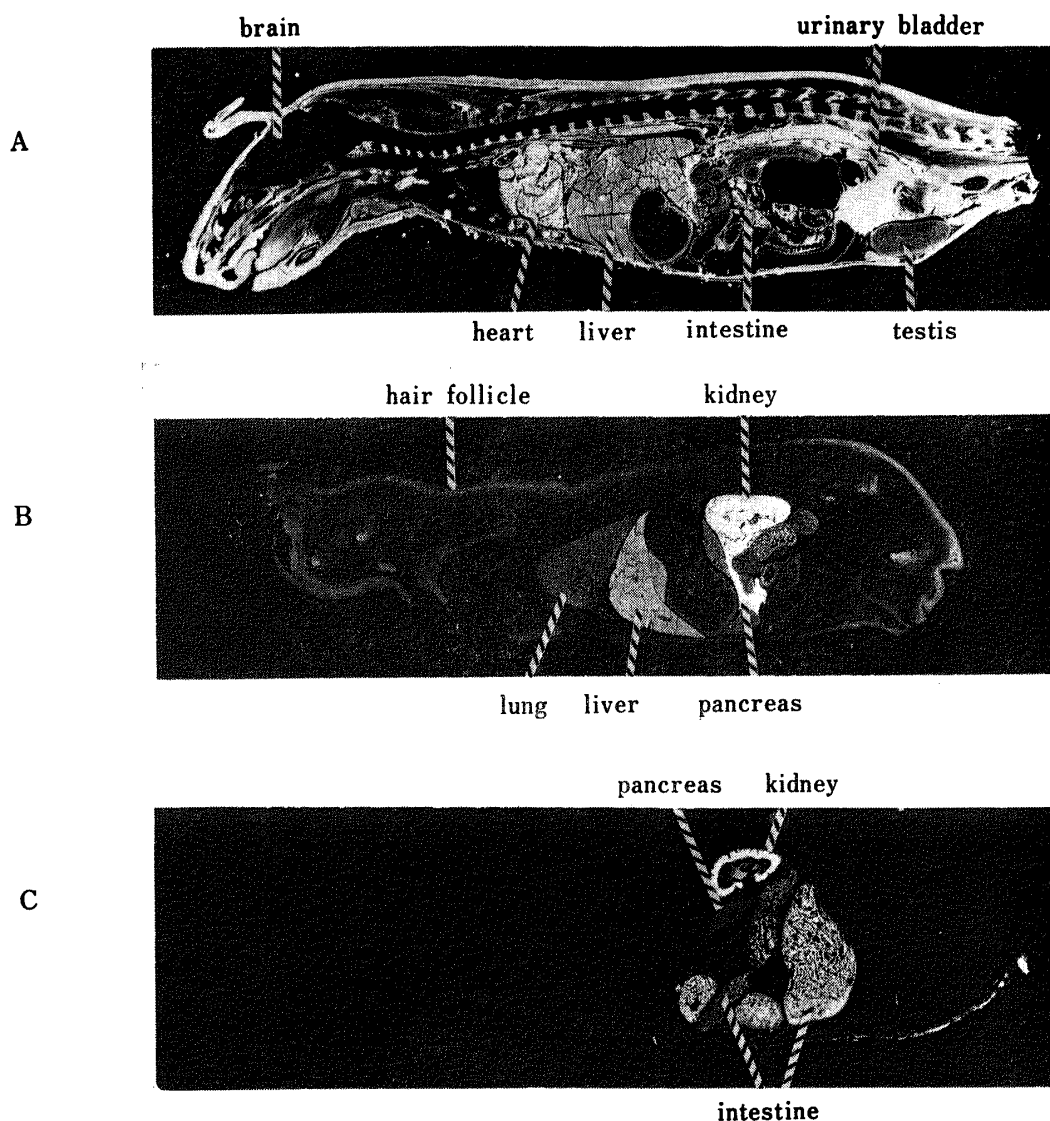 brain urinary bladder
A
heart liver intestine testis
hair follicle kidney
B
lung liver pancreas
pancreas kidney
C
intestine